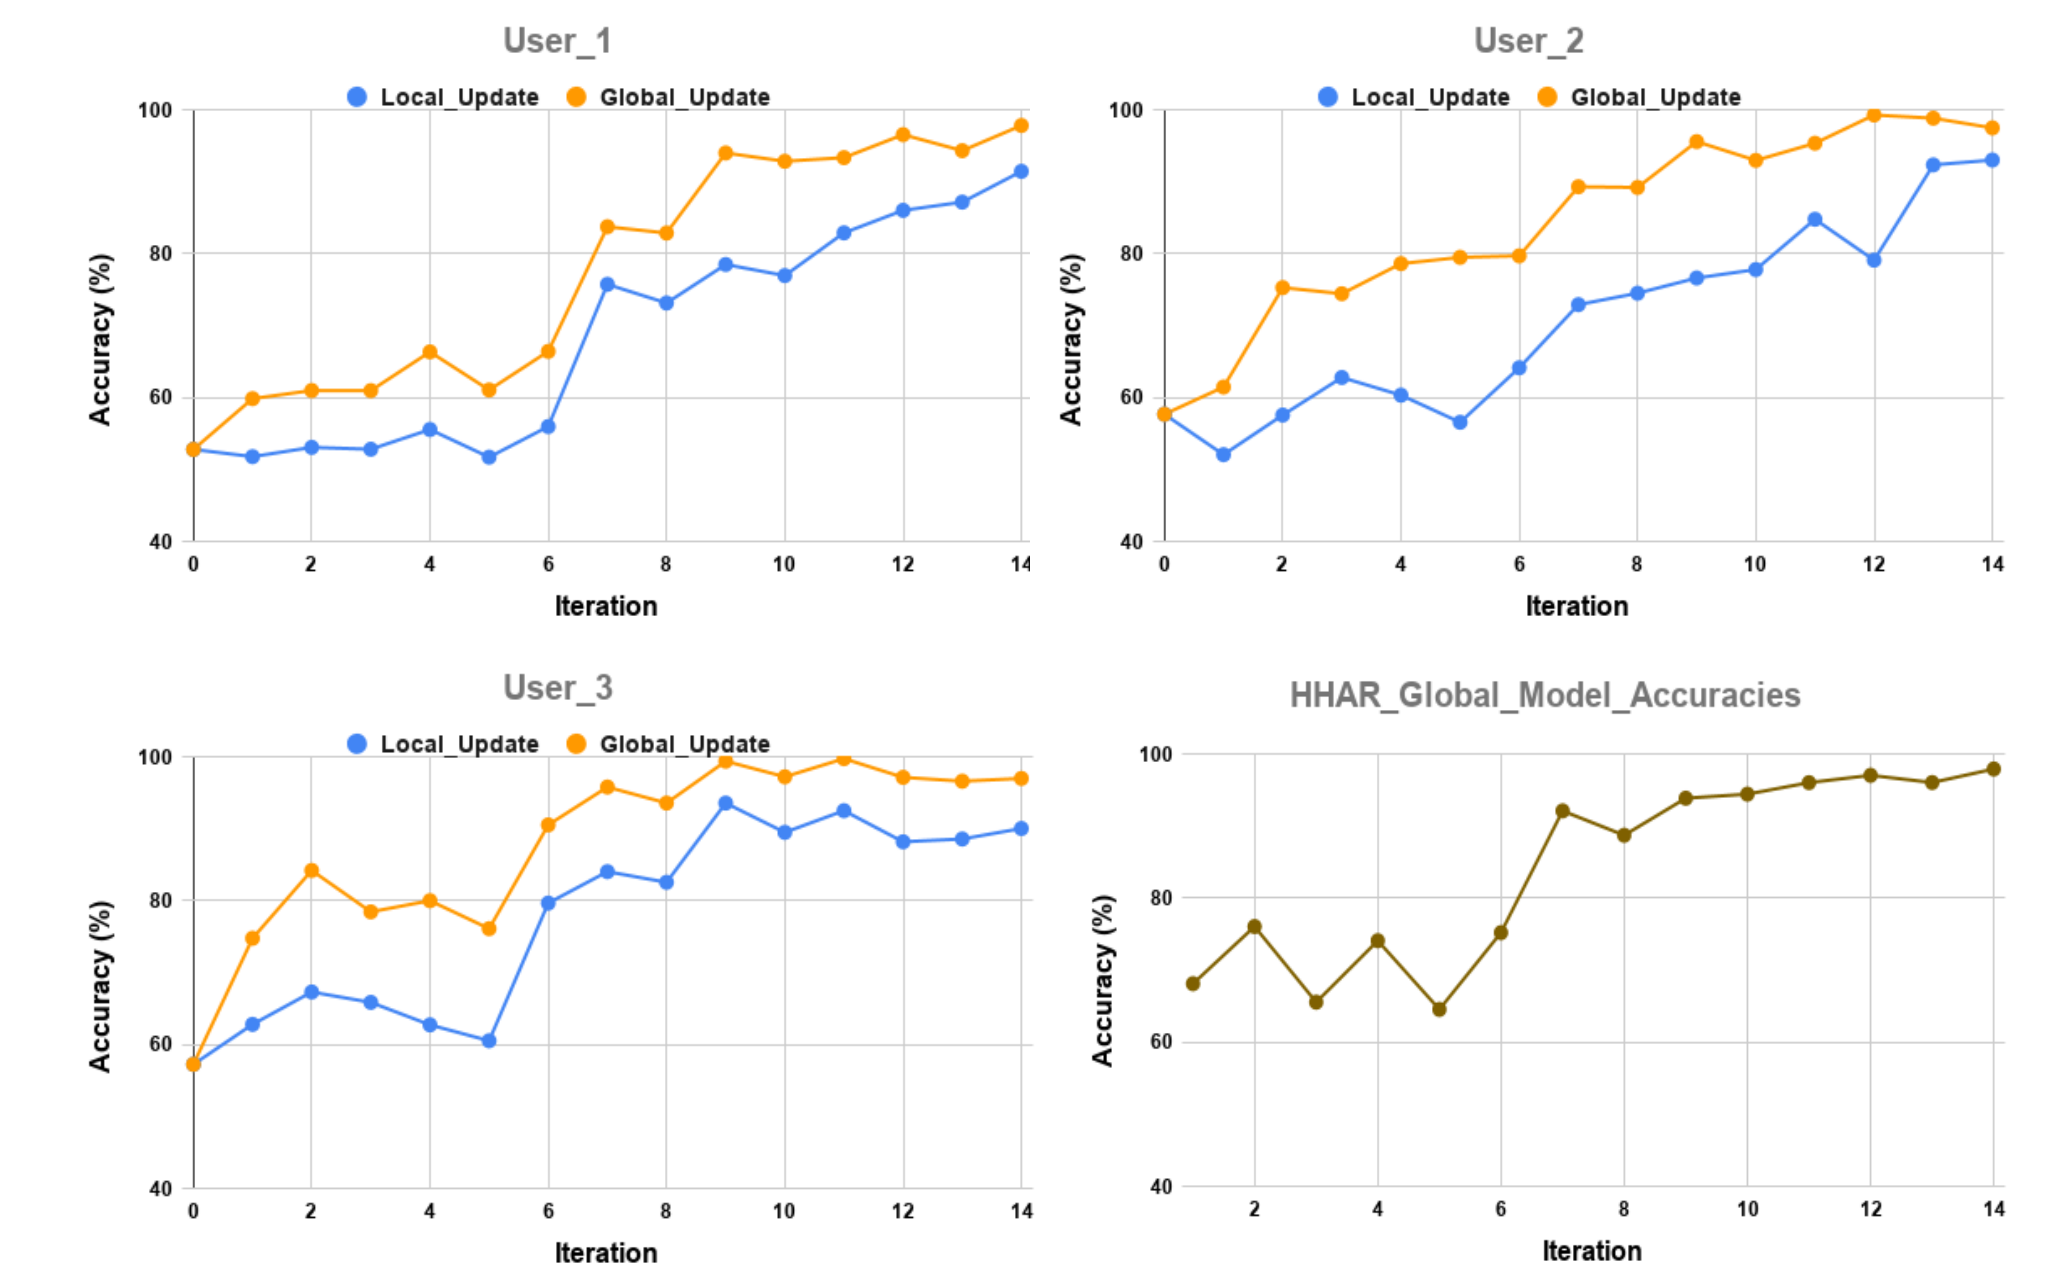 User_1
Local_Update Global_Update
100
80
60
40
Accuracy (%)
0 2 4 6 8 10 12 14
Iteration
User_2
Local_Update Global_Update
100
80
60
40
Accuracy (%)
0 2 4 6 8 10 12 14
Iteration
User_3
Local_Update Global_Update
100
80
60
40
Accuracy (%)
0 2 4 6 8 10 12 14
Iteration
HHAR_Global_Model_Accuracies
100
80
60
40
Accuracy (%)
2 4 6 8 10 12 14
Iteration